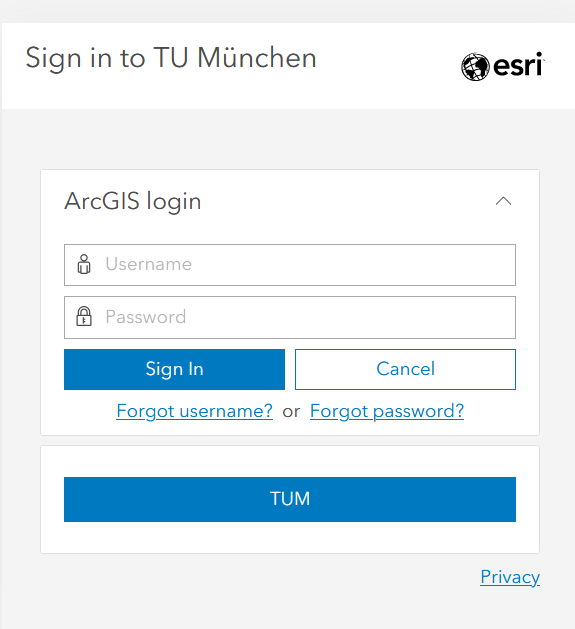 Sign in to TU München
esri
ArcGIS login
Username
Password
Sign In
Cancel
Forgot username? or Forgot password?
TUM
Privacy